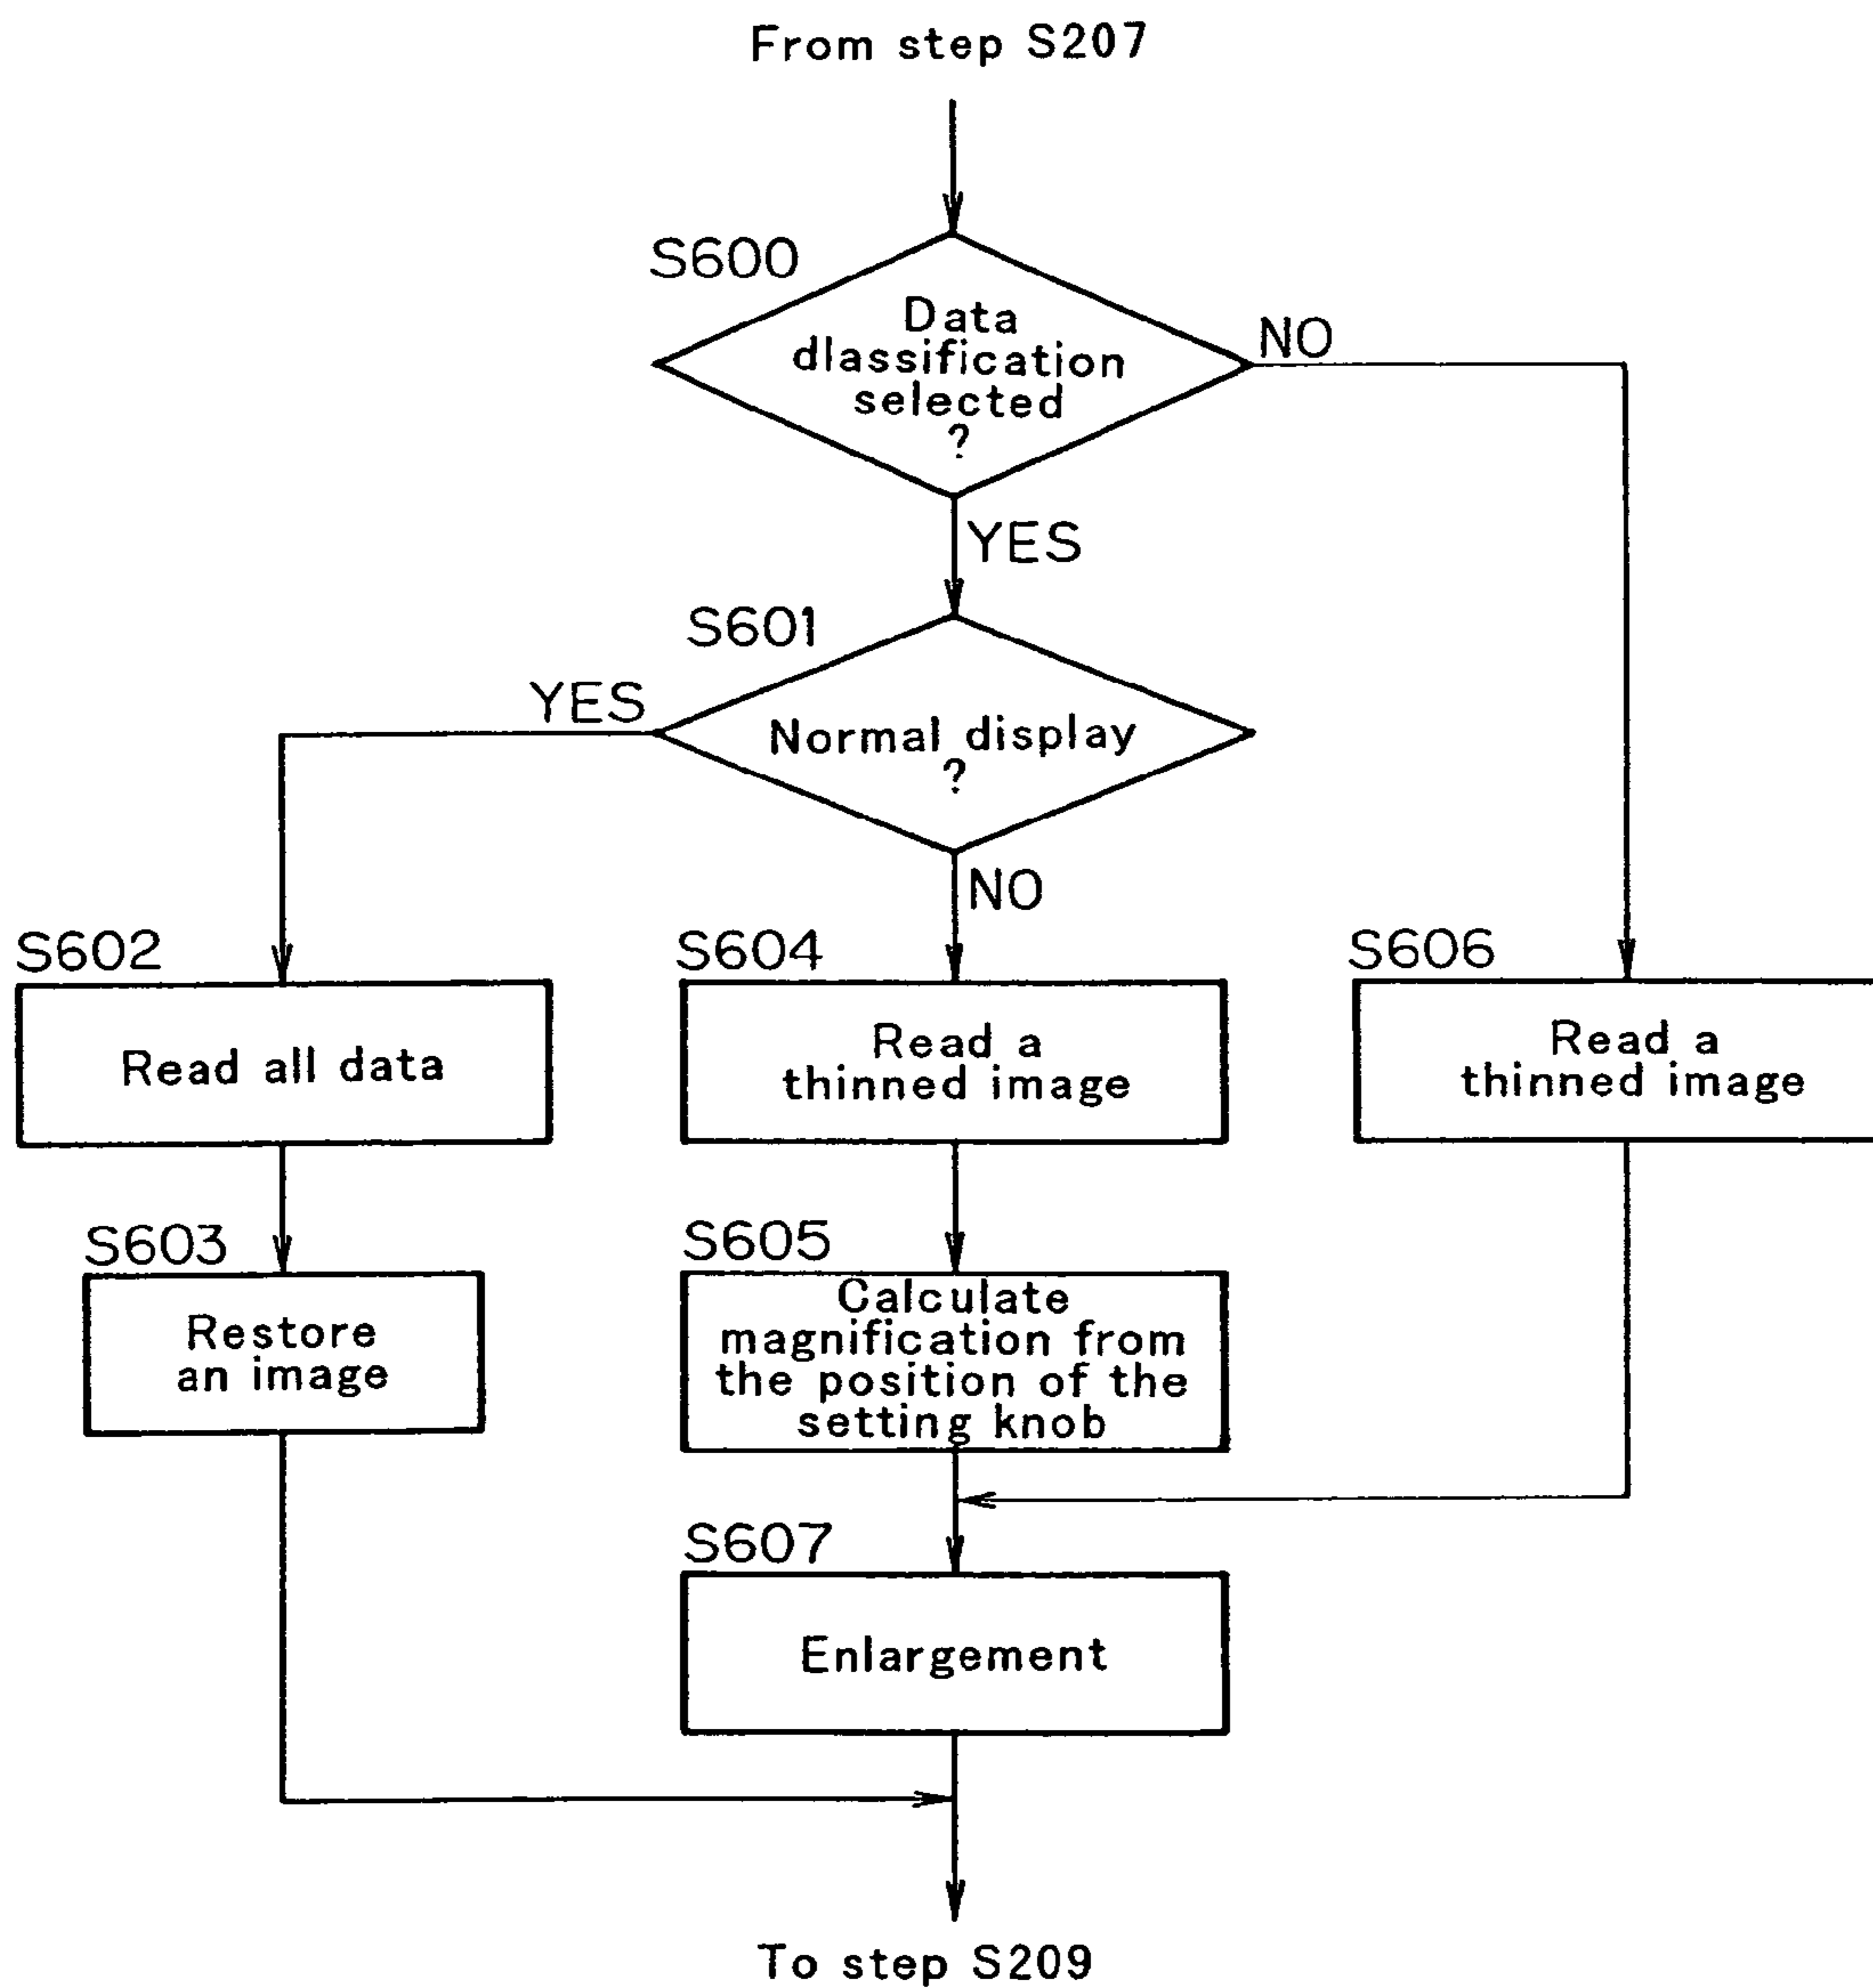 From step S207
S600
Data
dlassification
selected
?
NO
YES
S601
YES
Normal display
?
NO
S602
Read all data
S604
Read a
thinned image
S606
Read a
thinned image
S603
Restore
an image
S605
Calculate
magnification from
the position of the
setting knob
S607
Enlargement
To step S209